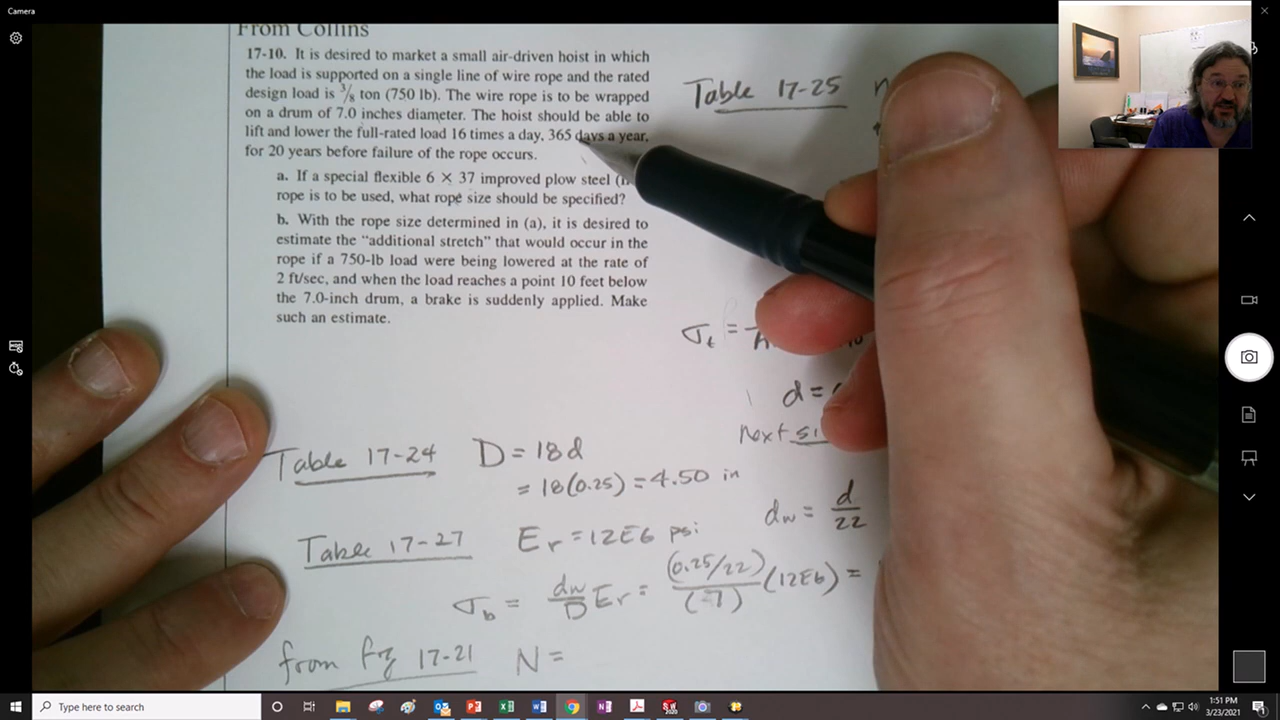 Camera
From Collins
17-10. It is desired to market a small air-driven hoist in which
the load is supported on a single line of wire rope and the rated
design load is 3/8 ton (750 lb). The wire rope is to be wrapped
on a drum of 7.0 inches diameter. The hoist should be able to
lift and lower the full-rated load 16 times a day, 365 days a year,
for 20 years before failure of the rope occurs.
a. If a special flexible 6 × 37 improved plow steel
rope is to be used, what rope size should be specified?
b. With the rope size determined in (a), it is desired to
estimate the “additional stretch” that would occur in the
rope if a 750-lb load were being lowered at the rate of
2 ft/sec, and when the load reaches a point 10 feet below
the 7.0-inch drum, a brake is suddenly applied. Make
such an estimate.
Table 17-25
σt =
d =
next
Table 17-24 D = 18d
= 18(0.25) = 4.50 in
dw = d/22
Table 17-27 Er = 12E6 psi
σb = dw/D Er = (0.25/22)/(7) (12E6) =
from fig 17-21 N =
Type here to search
1:51 PM
3/23/2021